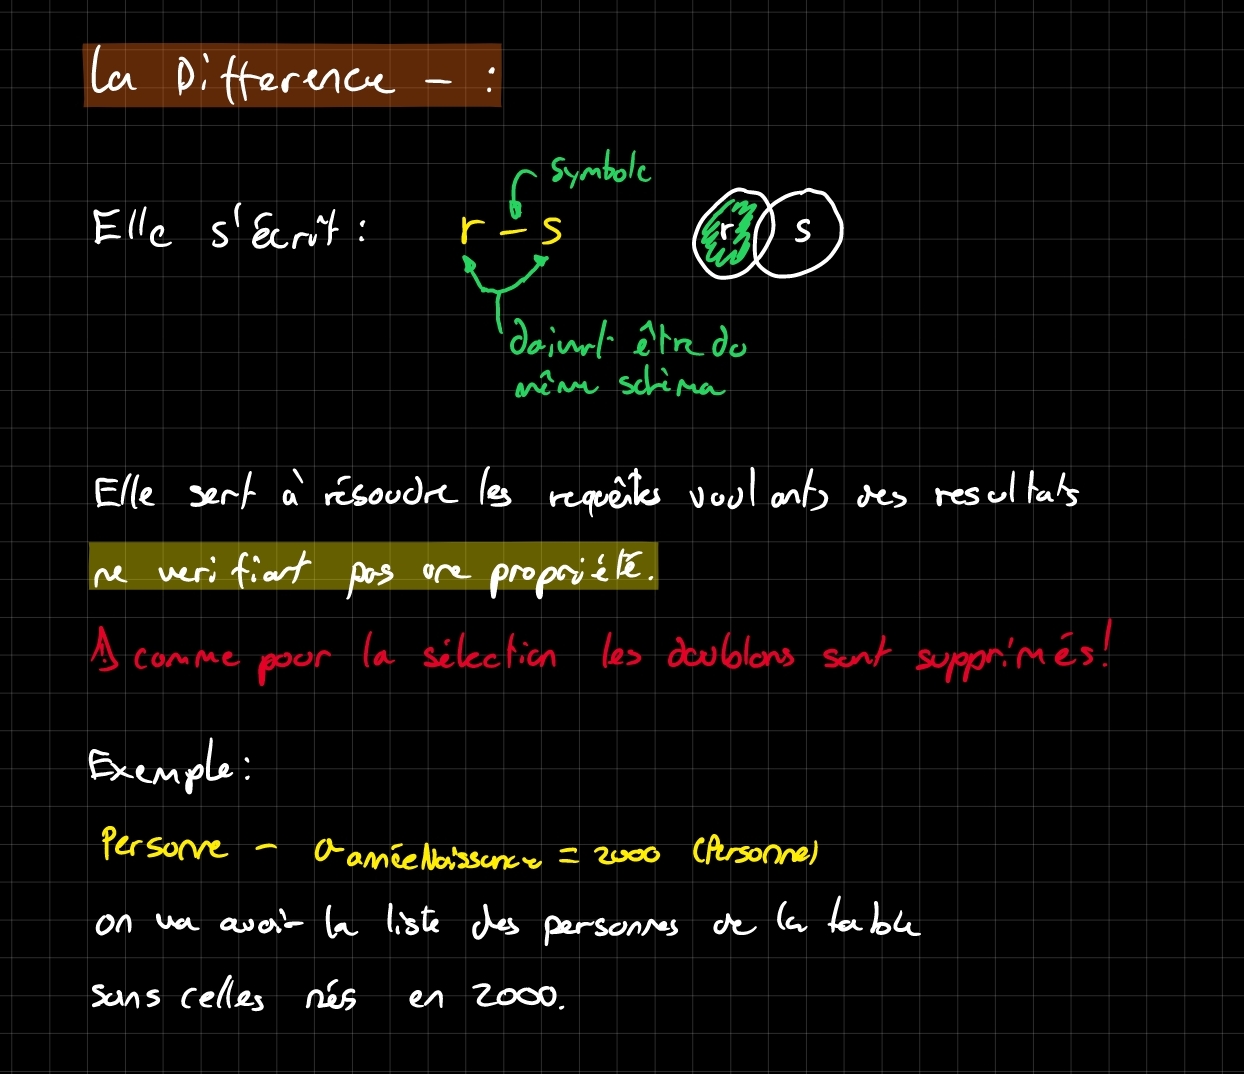 la Difference - :
symbole
Elle s'écrit : r - s
r s
doivent être du
même schéma
Elle sert à résoudre les requêtes voulants des resultats
ne verifiant pas une propriété.
⚠ comme pour la sélection les doublons sont supprimés!
Exemple:
Personne - σ annéeNaissance = 2000 (Personne)
on va avoir la liste des personnes de la table
sans celles nés en 2000.